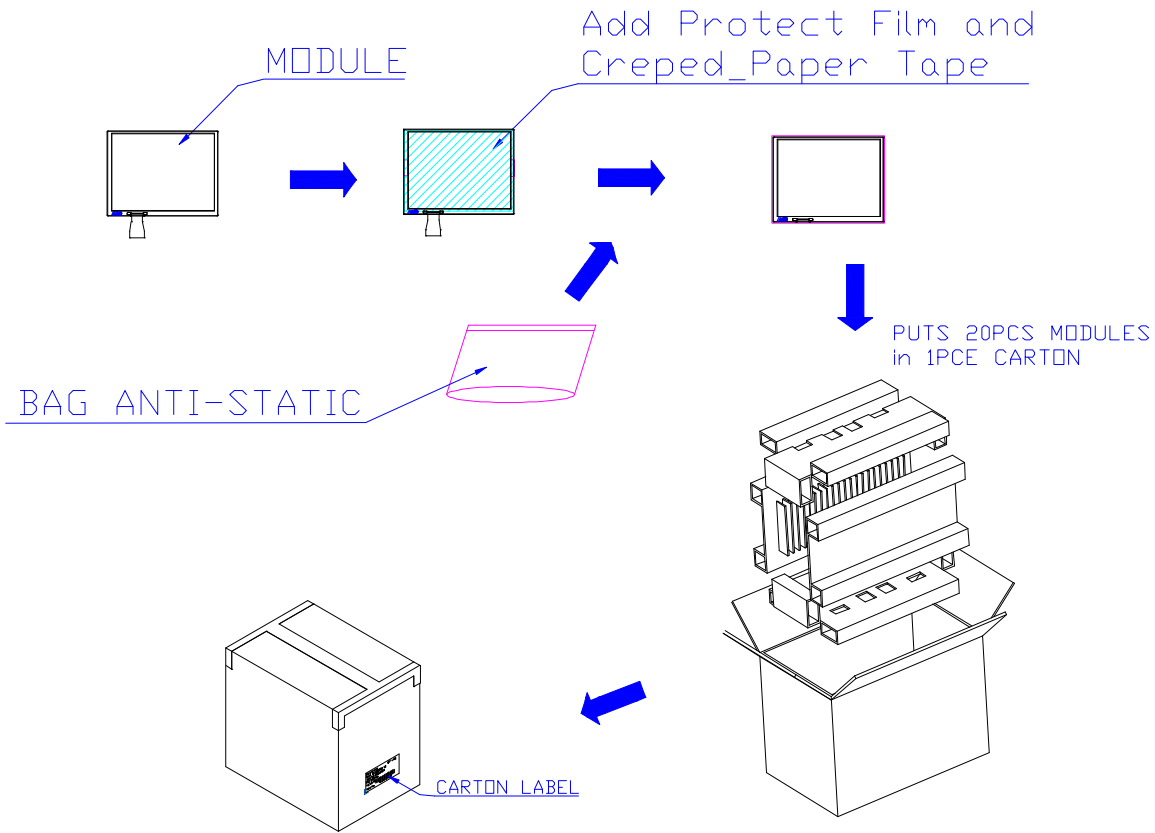 MODULE
Add Protect Film and
Creped_Paper Tape
BAG ANTI-STATIC
PUTS 20PCS MODULES
in 1PCE CARTON
CARTON LABEL